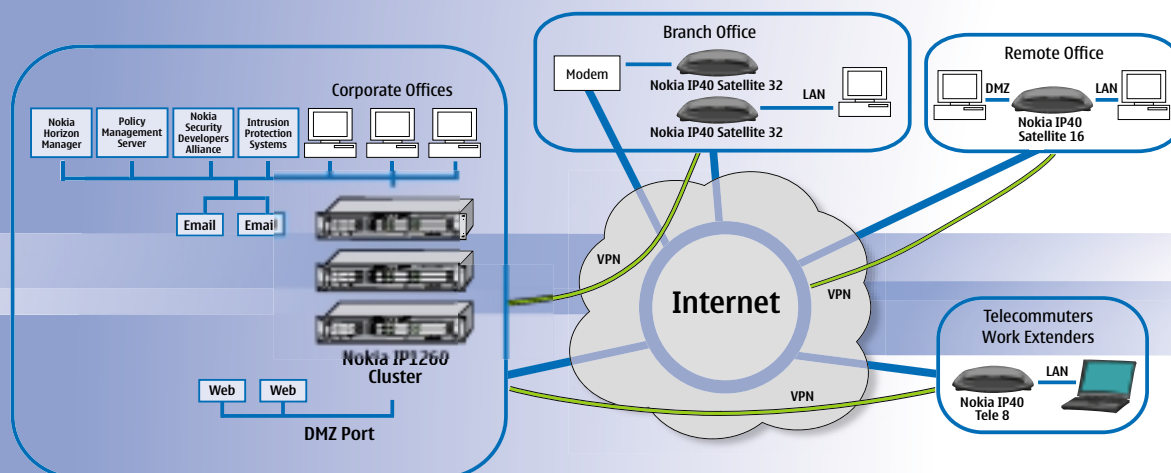 Corporate Offices
Nokia
Horizon
Manager
Policy
Management
Server
Nokia
Security
Developers
Alliance
Intrusion
Protection
Systems
Email
Email
Nokia IP1260
Cluster
Web
Web
DMZ Port
Branch Office
Modem
Nokia IP40 Satellite 32
LAN
Nokia IP40 Satellite 32
Remote Office
DMZ
LAN
Nokia IP40
Satellite 16
VPN
VPN
Internet
VPN
Telecommuters
Work Extenders
LAN
Nokia IP40
Tele 8